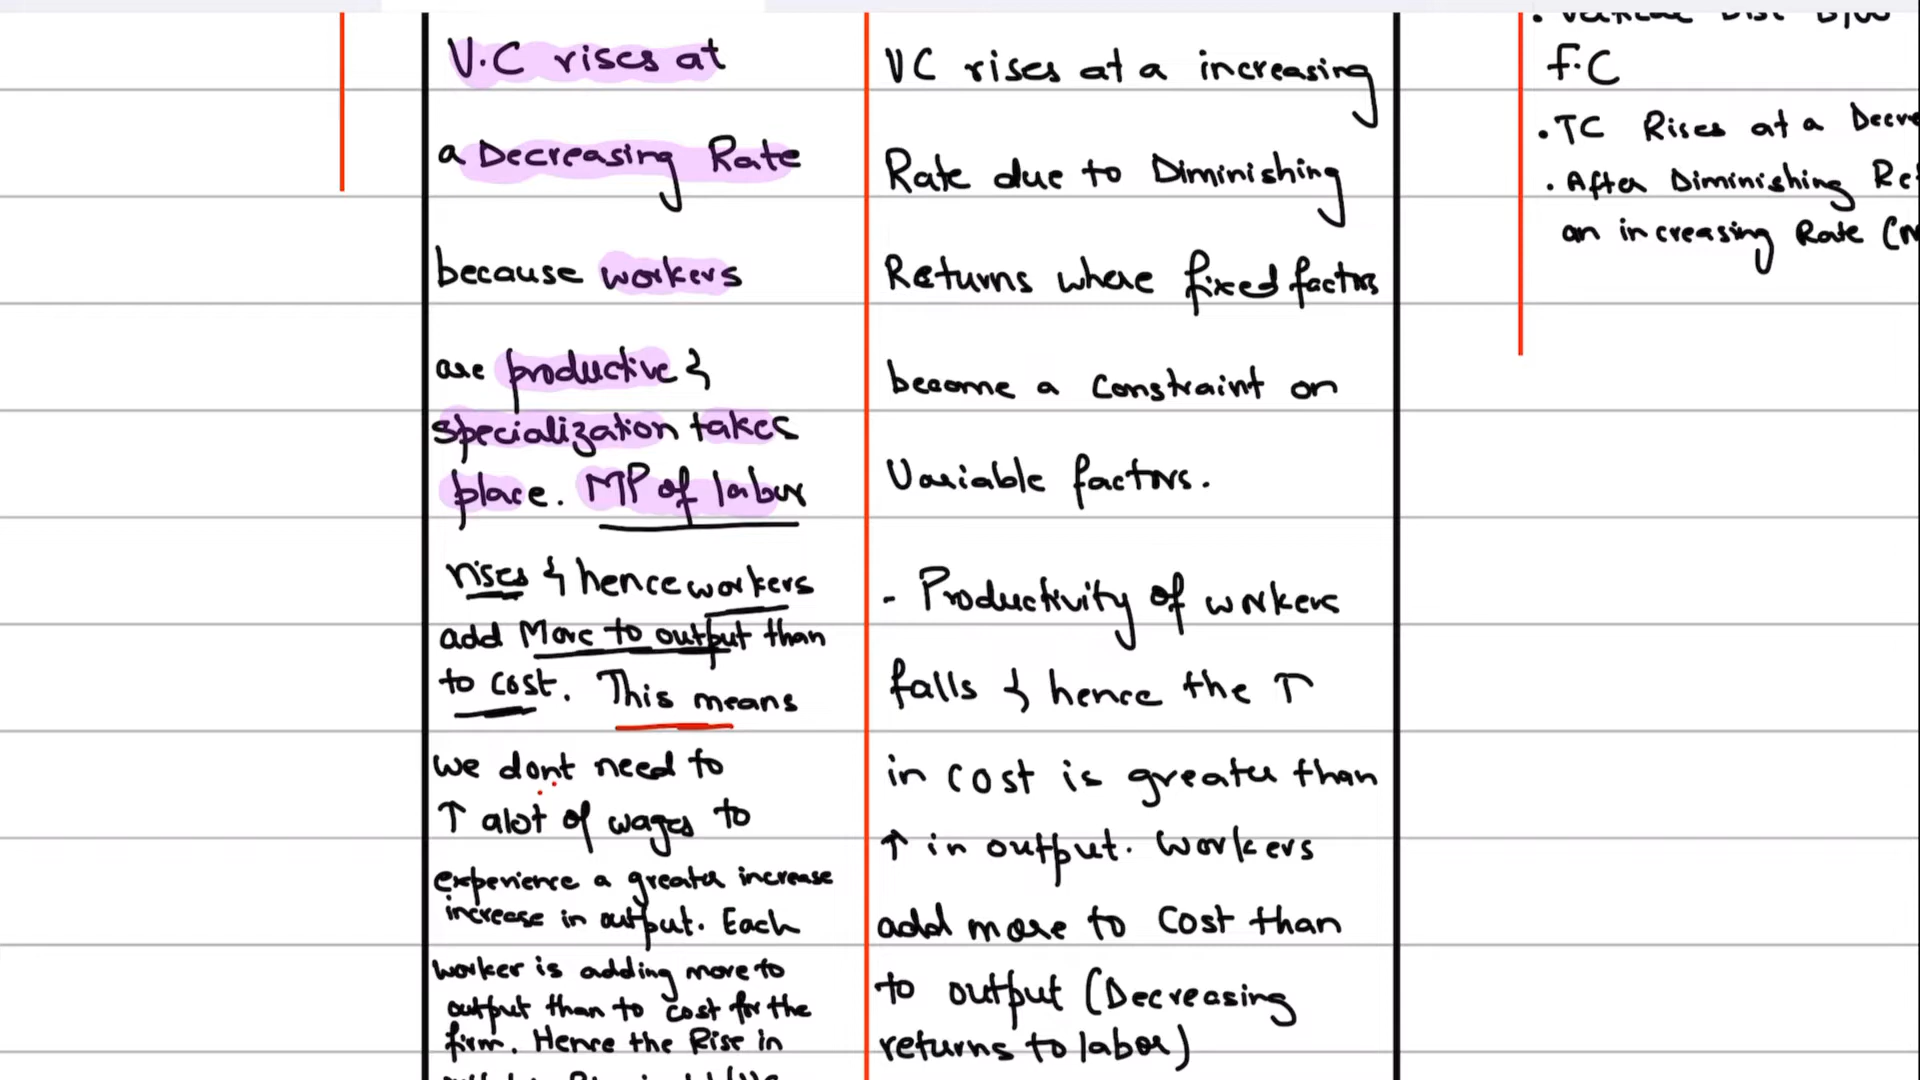 V.C rises at
a Decreasing Rate
because workers
are productive &
specialization takes
place. MP of labor
rises & hence workers
add More to output than
to cost. This means
we dont need to
↑ alot of wages to
experience a greater increase
increase in output. Each
worker is adding more to
output than to cost for the
firm. Hence the Rise in
VC rises at a increasing
Rate due to Diminishing
Returns where fixed factors
become a constraint on
Variable factors.
- Productivity of workers
falls & hence the ↑
in cost is greater than
↑ in output. Workers
add more to cost than
to output (Decreasing
returns to labor)
f.C
• TC Rises at a Decre
• After Diminishing Re
an increasing Rate (